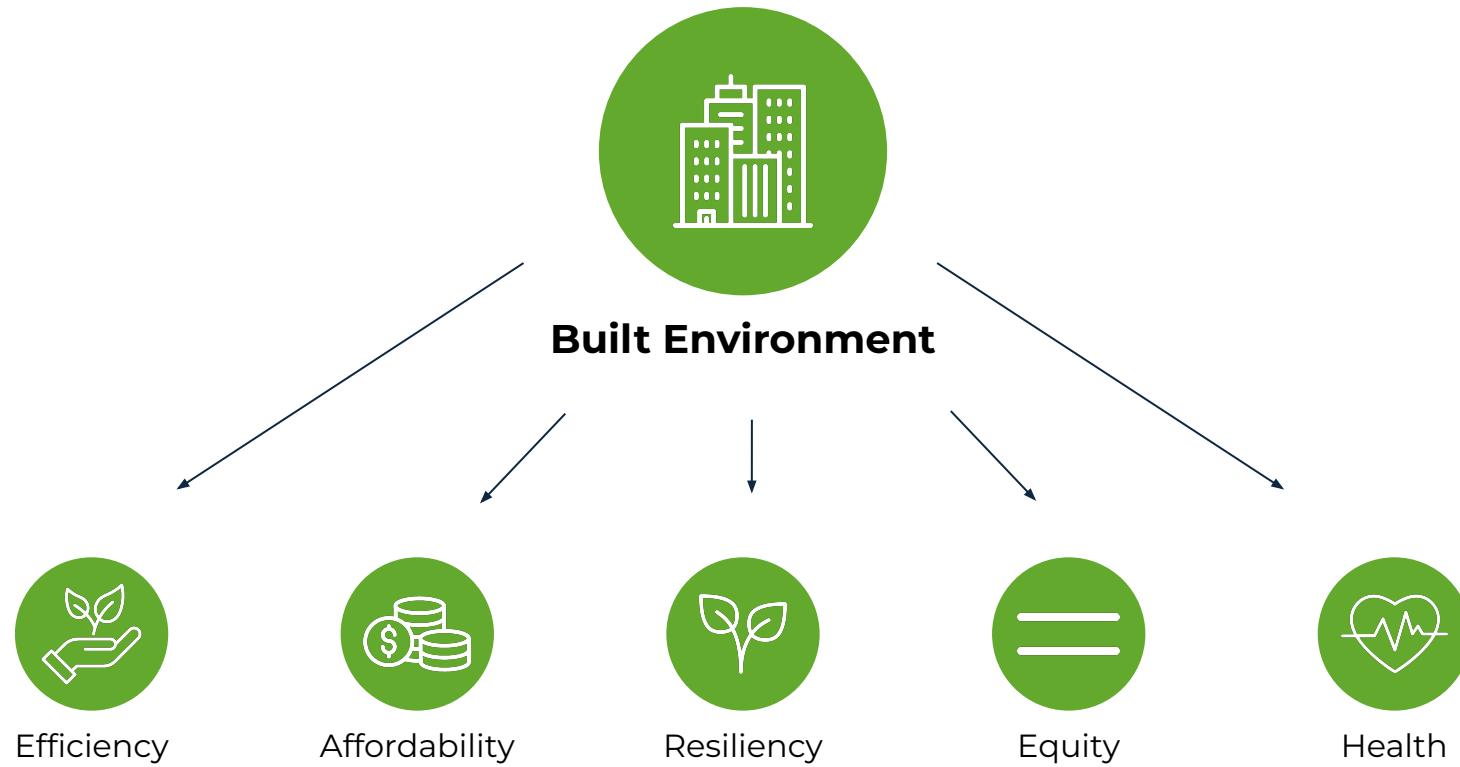 Built Environment
Efficiency
Affordability
Resiliency
Equity
Health
$